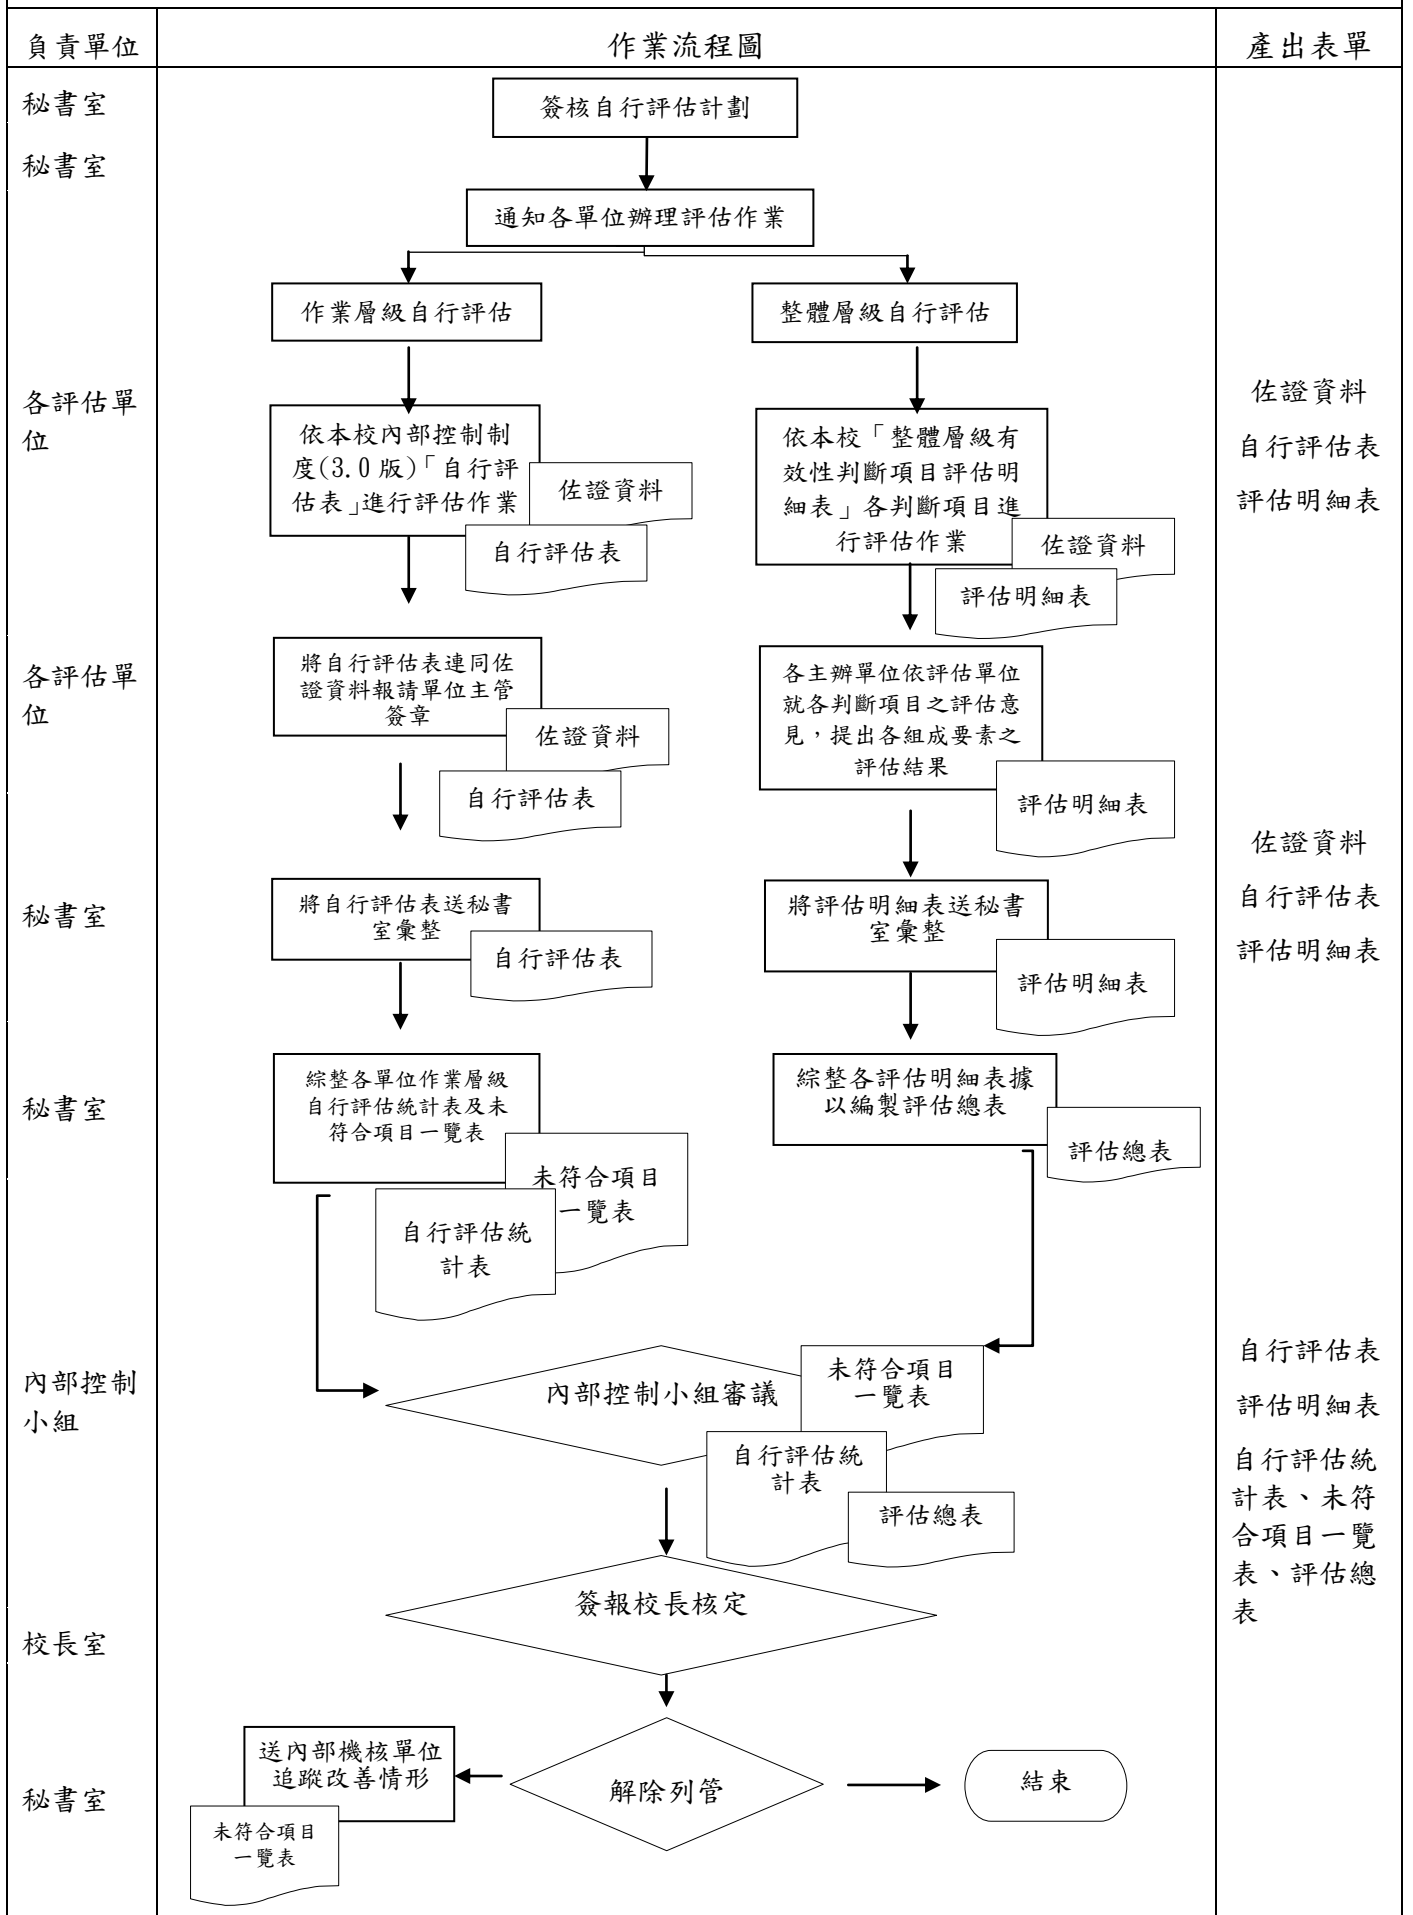 負責單位
作業流程圖
產出表單
秘書室
簽核自行評估計劃
秘書室
通知各單位辦理評估作業
作業層級自行評估
整體層級自行評估
各評估單
位
依本校內部控制制
度(3.0版)「自行評
估表」進行評估作業
佐證資料
自行評估表
依本校「整體層級有
效性判斷項目評估明
細表」各判斷項目進
行評估作業
佐證資料
評估明細表
佐證資料
自行評估表
評估明細表
各評估單
位
將自行評估表連同佐
證資料報請單位主管
簽章
佐證資料
自行評估表
各主辦單位依評估單位
就各判斷項目之評估意
見，提出各組成要素之
評估結果
評估明細表
秘書室
將自行評估表送秘書
室彙整
自行評估表
將評估明細表送秘書
室彙整
評估明細表
佐證資料
自行評估表
評估明細表
秘書室
綜整各單位作業層級
自行評估統計表及未
符合項目一覽表
未符合項目
一覽表
自行評估統
計表
綜整各評估明細表據
以編製評估總表
評估總表
內部控制
小組
內部控制小組審議
未符合項目
一覽表
自行評估統
計表
評估總表
自行評估表
評估明細表
自行評估統
計表、未符
合項目一覽
表、評估總
表
校長室
簽報校長核定
秘書室
送內部機核單位
追蹤改善情形
未符合項目
一覽表
解除列管
結束